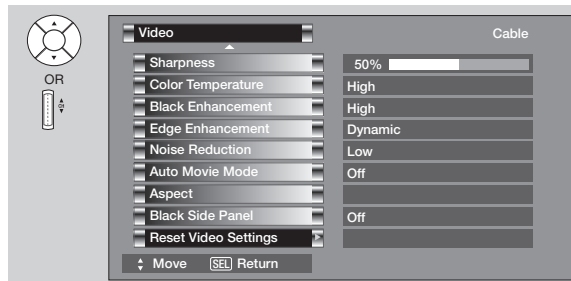 Video Cable
Sharpness 50%
OR
Color Temperature High
Black Enhancement High
CH
Edge Enhancement Dynamic
Noise Reduction Low
Auto Movie Mode Off
Aspect
Black Side Panel Off
Reset Video Settings
Move SEL Return